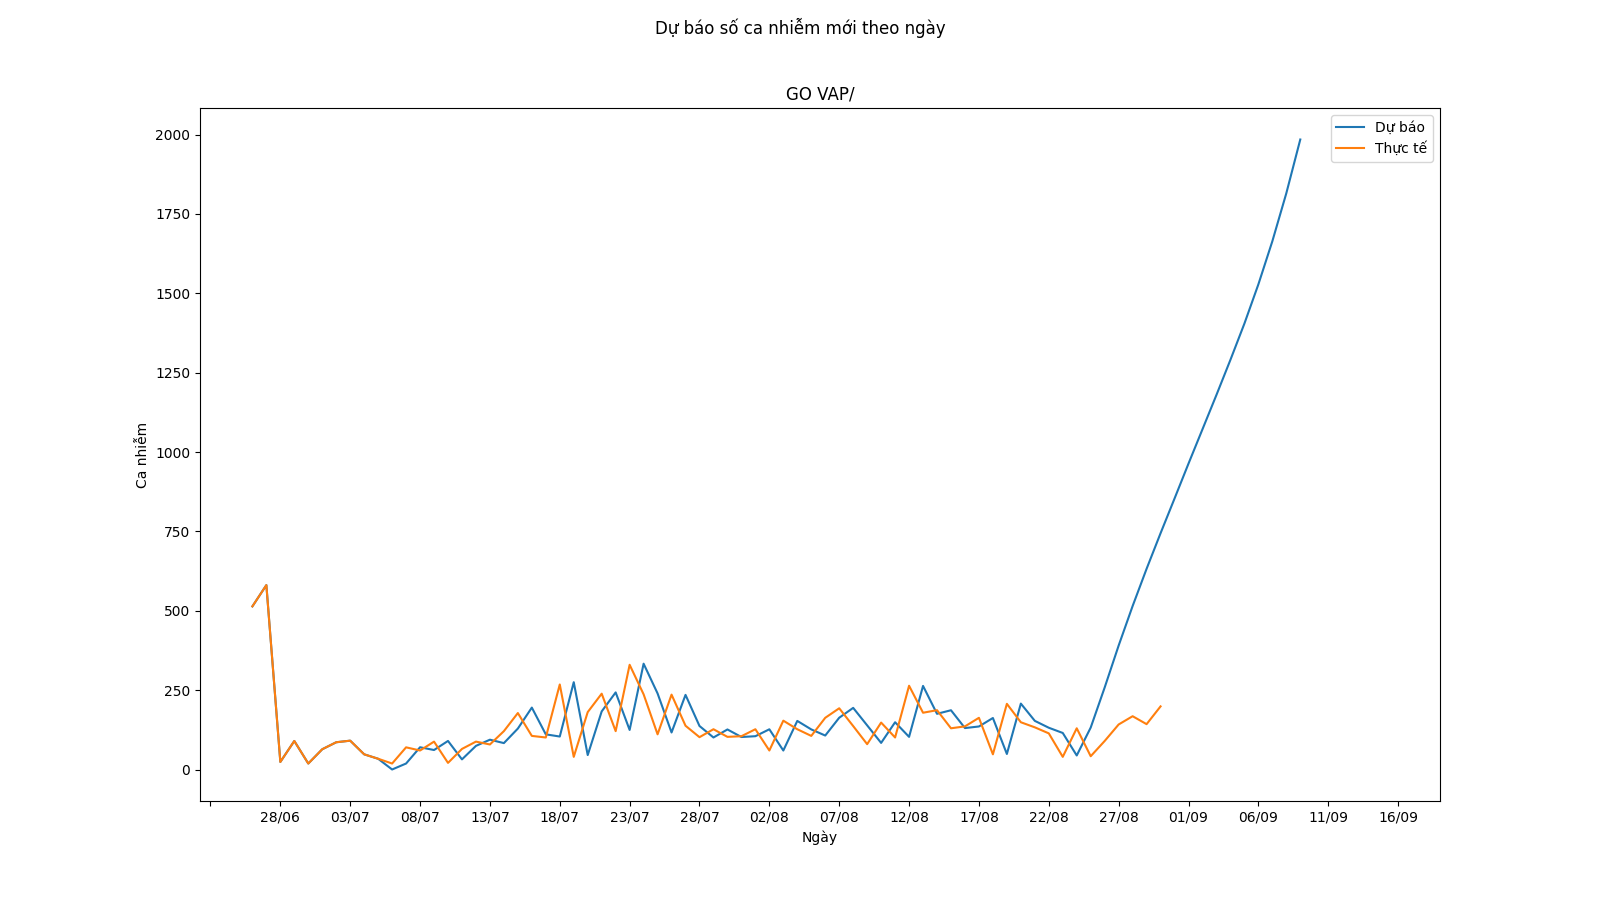 Dự báo số ca nhiễm mới theo ngày
GO VAP/
Dự báo
Thực tế
2000
1750
1500
1250
1000
750
500
250
0
Ca nhiễm
28/06 03/07 08/07 13/07 18/07 23/07 28/07 02/08 07/08 12/08 17/08 22/08 27/08 01/09 06/09 11/09 16/09
Ngày